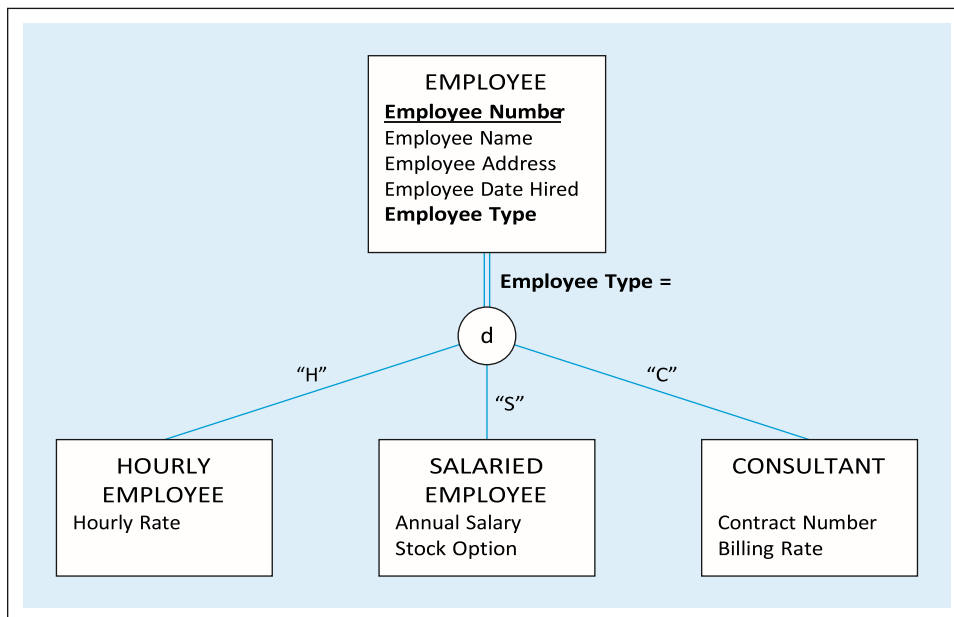 EMPLOYEE
Employee Number
Employee Name
Employee Address
Employee Date Hired
Employee Type
Employee Type =
d
“H”
“S”
“C”
HOURLY
EMPLOYEE
Hourly Rate
SALARIED
EMPLOYEE
Annual Salary
Stock Option
CONSULTANT
Contract Number
Billing Rate